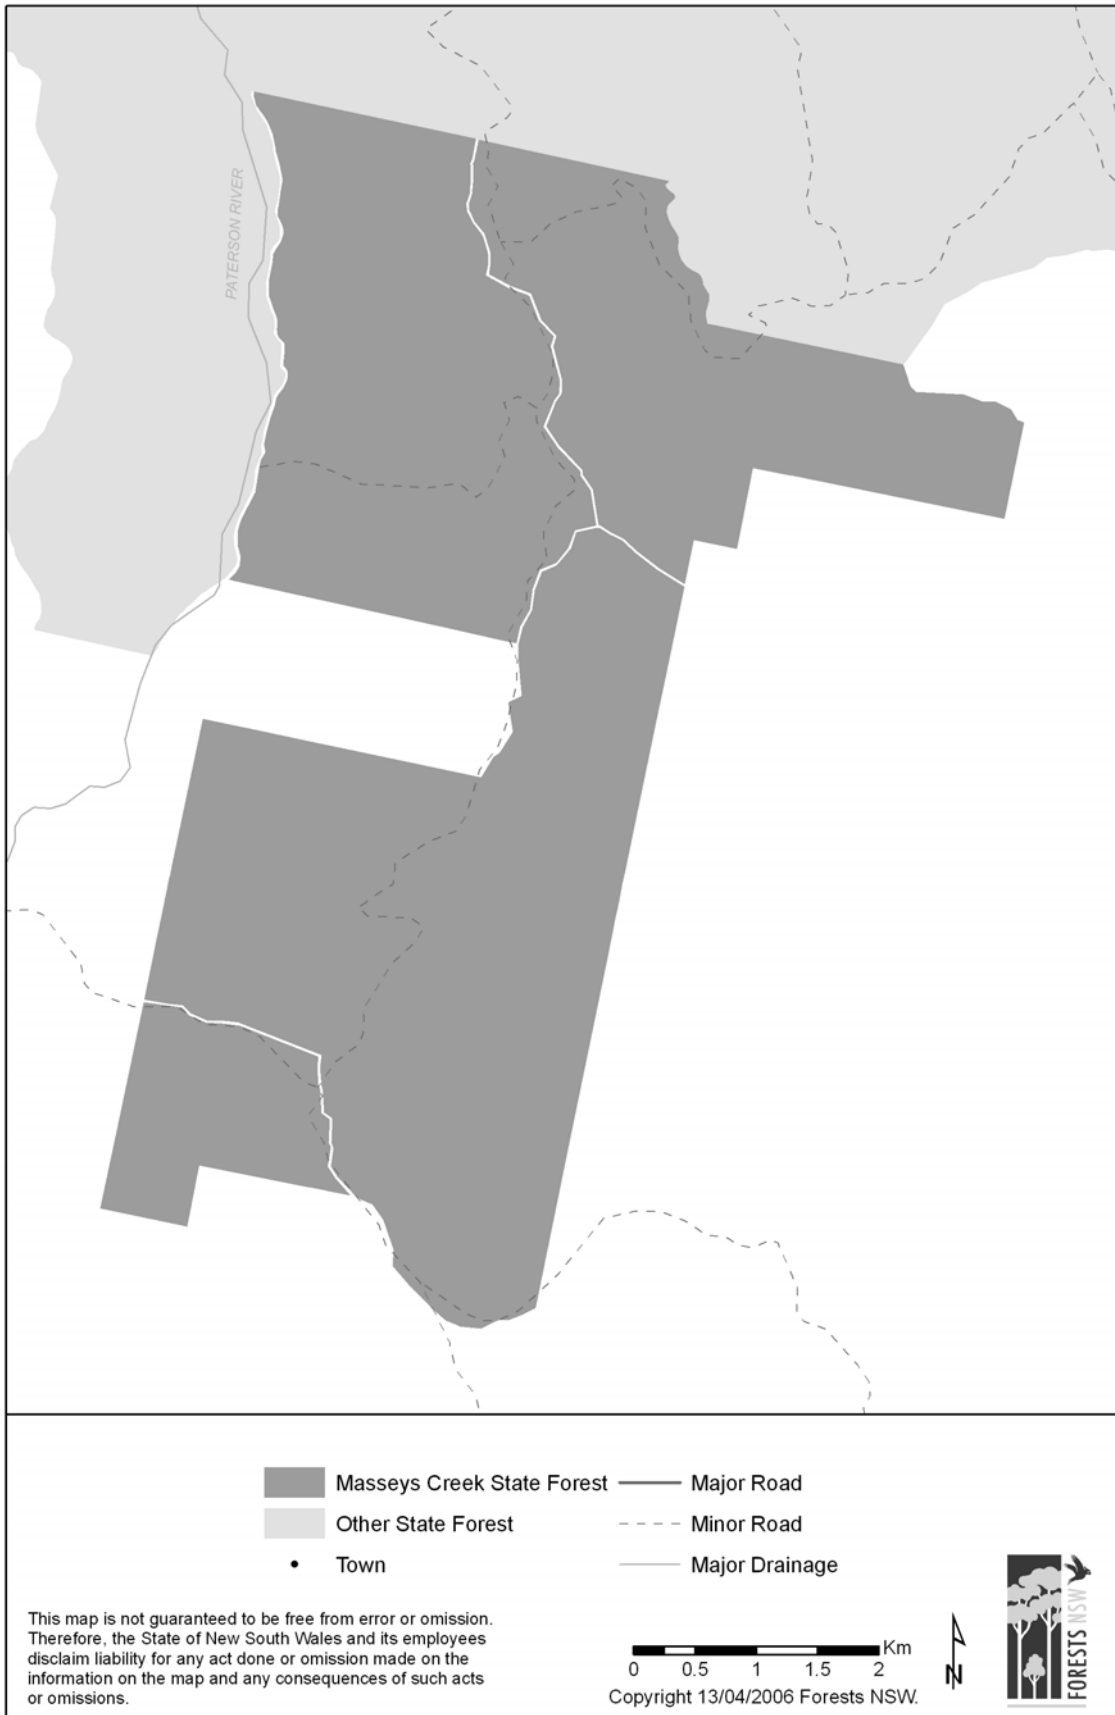 PATERSON RIVER
Masseys Creek State Forest
Major Road
Other State Forest
Minor Road
Town
Major Drainage
This map is not guaranteed to be free from error or omission.
Therefore, the State of New South Wales and its employees
disclaim liability for any act done or omission made on the
information on the map and any consequences of such acts
or omissions.
Km
0 0.5 1 1.5 2
Copyright 13/04/2006 Forests NSW.
N
FORESTS NSW